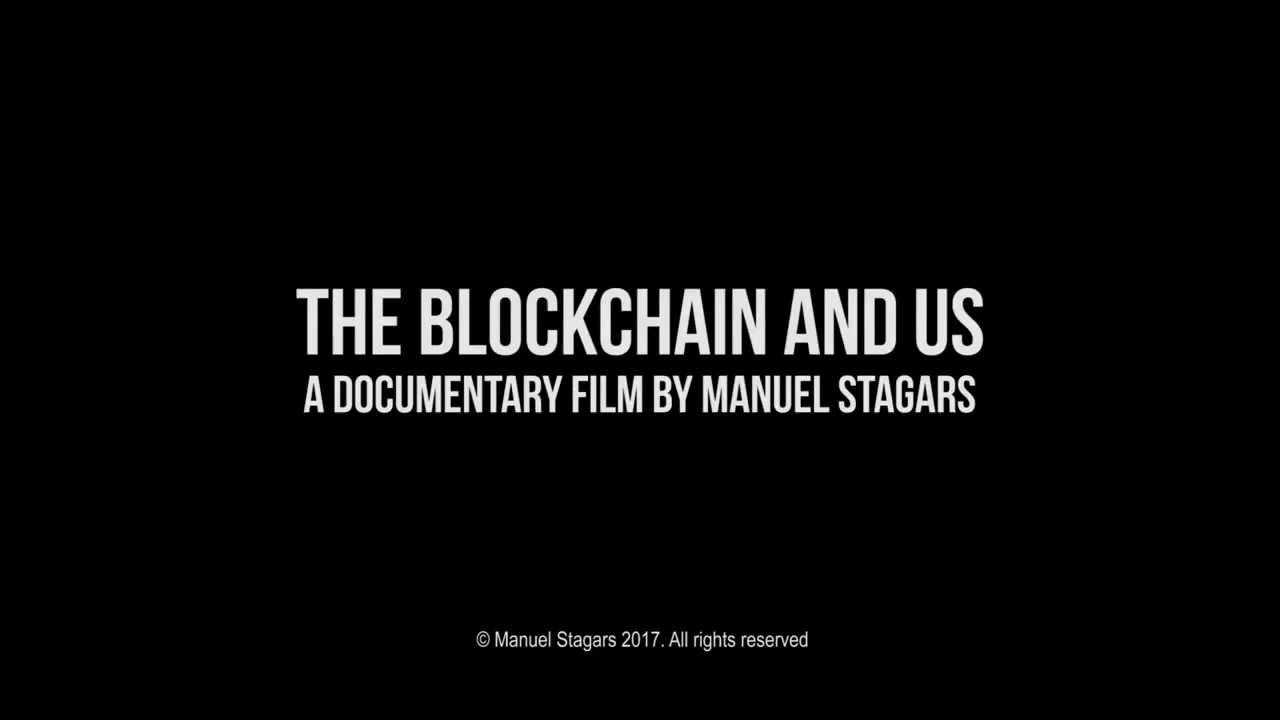 THE BLOCKCHAIN AND US
A DOCUMENTARY FILM BY MANUEL STAGARS
© Manuel Stagars 2017. All rights reserved